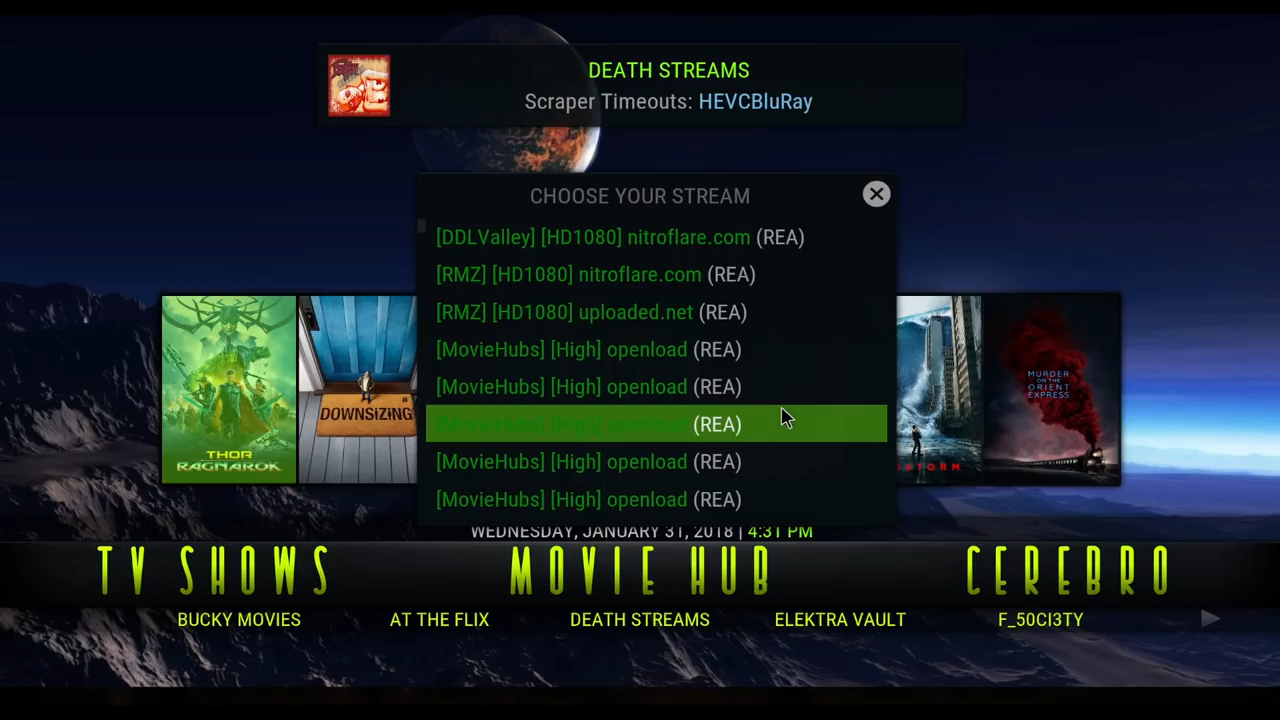 DEATH STREAMS
Scraper Timeouts: HEVCBluRay
CHOOSE YOUR STREAM
[DDLValley] [HD1080] nitroflare.com (REA)
[RMZ] [HD1080] nitroflare.com (REA)
[RMZ] [HD1080] uploaded.net (REA)
[MovieHubs] [High] openload (REA)
[MovieHubs] [High] openload (REA)
[MovieHubs] [High] openload (REA)
[MovieHubs] [High] openload (REA)
[MovieHubs] [High] openload (REA)
THOR
RAGNAROK
DOWNSIZING
MURDER
ON THE
ORIENT
EXPRESS
WEDNESDAY, JANUARY 31, 2018 | 4:31 PM
TV SHOWS MOVIE HUB CEREBRO
BUCKY MOVIES AT THE FLIX DEATH STREAMS ELEKTRA VAULT F_50CI3TY